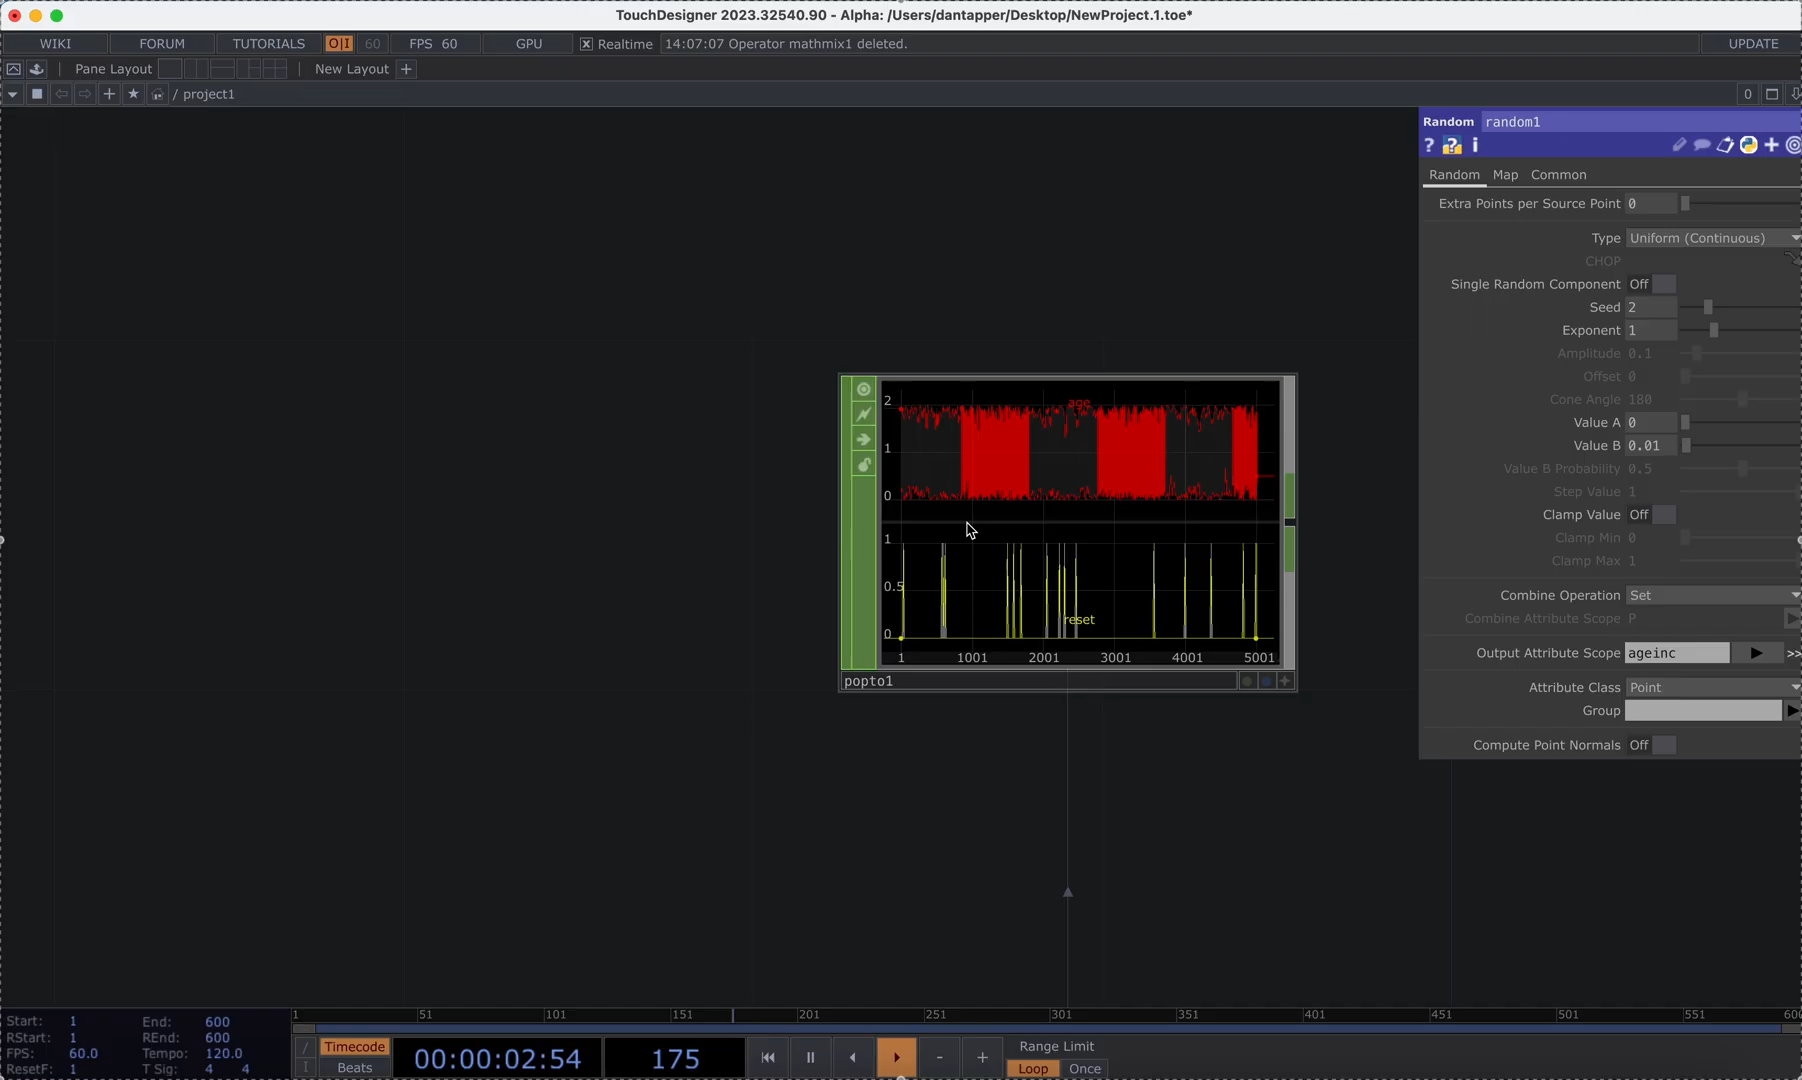 TouchDesigner 2023.32540.90 - Alpha: /Users/dantapper/Desktop/NewProject.1.toe*
WIKI FORUM TUTORIALS O|I 60 FPS 60 GPU Realtime 14:07:07 Operator mathmix1 deleted. UPDATE
Pane Layout New Layout +
/ project1 0
Random random1
? ? i
Random Map Common
Extra Points per Source Point 0
Type Uniform (Continuous)
CHOP
Single Random Component Off
Seed 2
Exponent 1
Amplitude 0.1
Offset 0
Cone Angle 180
Value A 0
Value B 0.01
Value B Probability 0.5
Step Value 1
Clamp Value Off
Clamp Min 0
Clamp Max 1
Combine Operation Set
Combine Attribute Scope P
Output Attribute Scope ageinc >>
Attribute Class Point
Group
Compute Point Normals Off
2 age
1
0
1
0.5
reset
0
1 1001 2001 3001 4001 5001
popto1
1 51 101 151 201 251 301 351 401 451 501 551 600
Start: 1 End: 600
RStart: 1 REnd: 600
FPS: 60.0 Tempo: 120.0
ResetF: 1 T Sig: 4 4
/ Timecode
I Beats
00:00:02:54 175
- +
Range Limit
Loop Once